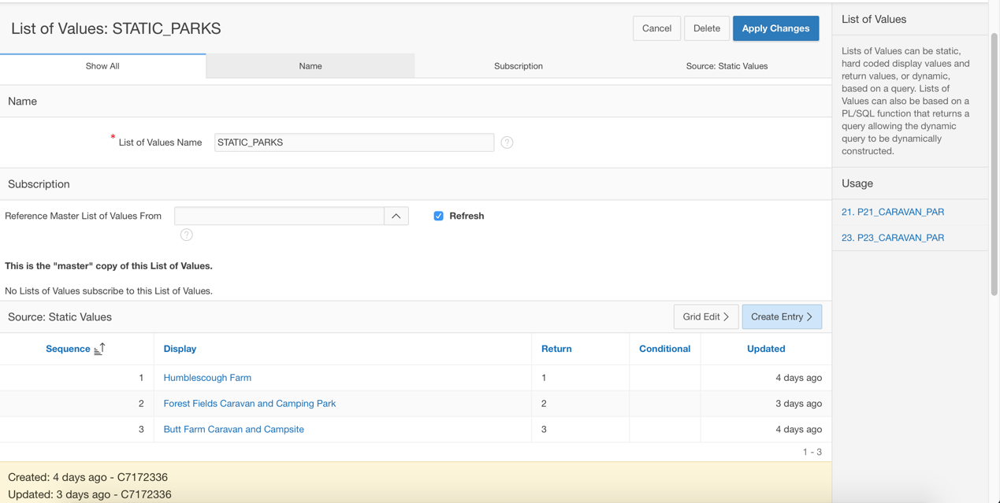 List of Values: STATIC_PARKS
Cancel
Delete
Apply Changes
Show All
Name
Subscription
Source: Static Values
Name
* List of Values Name
STATIC_PARKS
?
Subscription
Reference Master List of Values From
Refresh
?
This is the "master" copy of this List of Values.
No Lists of Values subscribe to this List of Values.
Source: Static Values
Grid Edit
Create Entry
Sequence
Display
Return
Conditional
Updated
1
Humblescough Farm
1
4 days ago
2
Forest Fields Caravan and Camping Park
2
3 days ago
3
Butt Farm Caravan and Campsite
3
4 days ago
1 - 3
Created: 4 days ago - C7172336
Updated: 3 days ago - C7172336
List of Values
Lists of Values can be static,
hard coded display values and
return values, or dynamic,
based on a query. Lists of
Values can also be based on a
PL/SQL function that returns a
query allowing the dynamic
query to be dynamically
constructed.
Usage
21. P21_CARAVAN_PAR
23. P23_CARAVAN_PAR